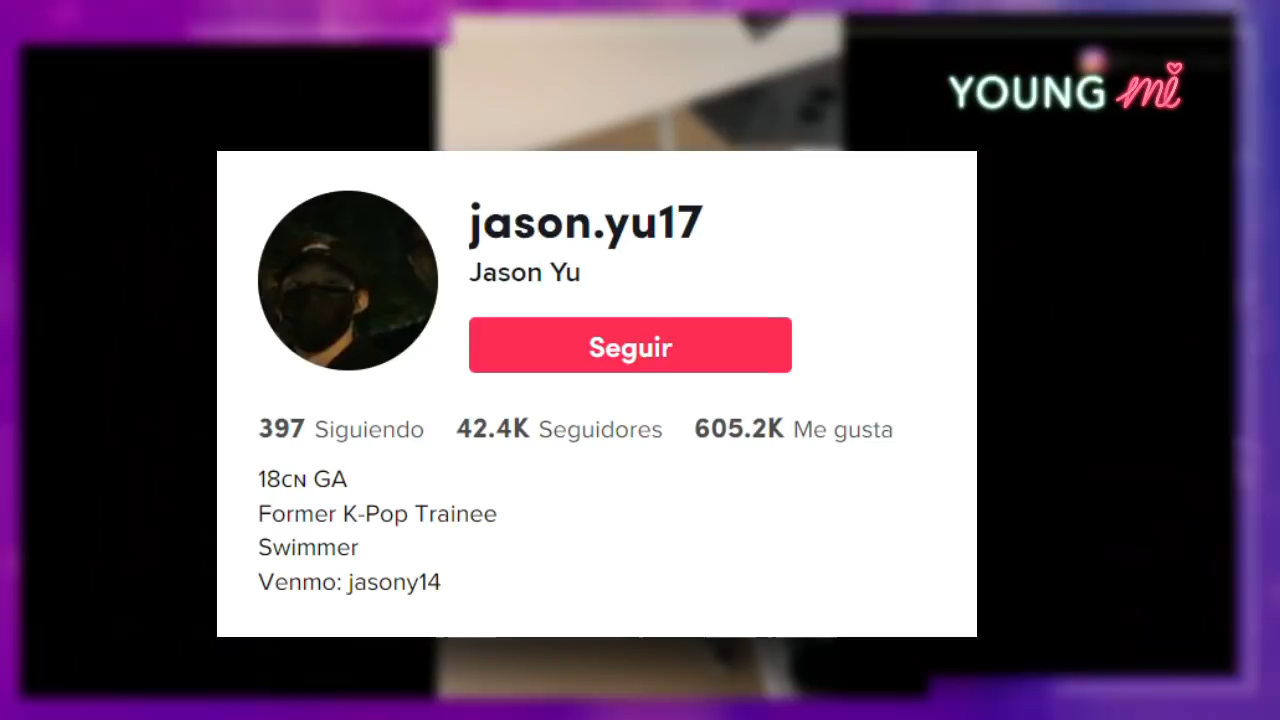 YOUNG mi
jason.yu17
Jason Yu
Seguir
397 Siguiendo 42.4K Seguidores 605.2K Me gusta
18ᴄɴ GA
Former K-Pop Trainee
Swimmer
Venmo: jasony14